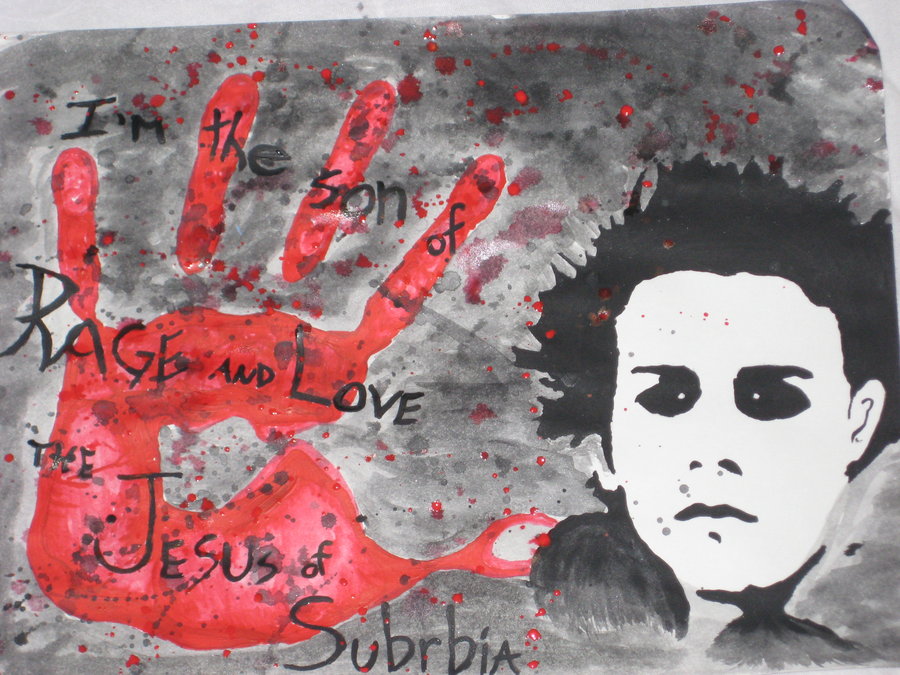 I'm the son of
RAGE AND LOVE
THE JESUS of
SubrbiA